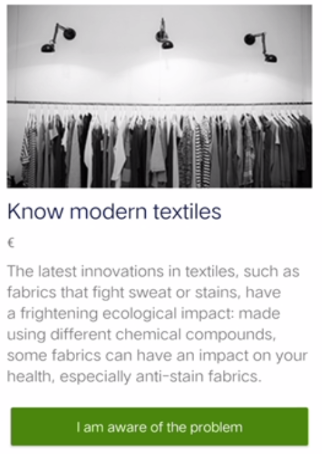 Know modern textiles
€
The latest innovations in textiles, such as
fabrics that fight sweat or stains, have
a frightening ecological impact: made
using different chemical compounds,
some fabrics can have an impact on your
health, especially anti-stain fabrics.
I am aware of the problem